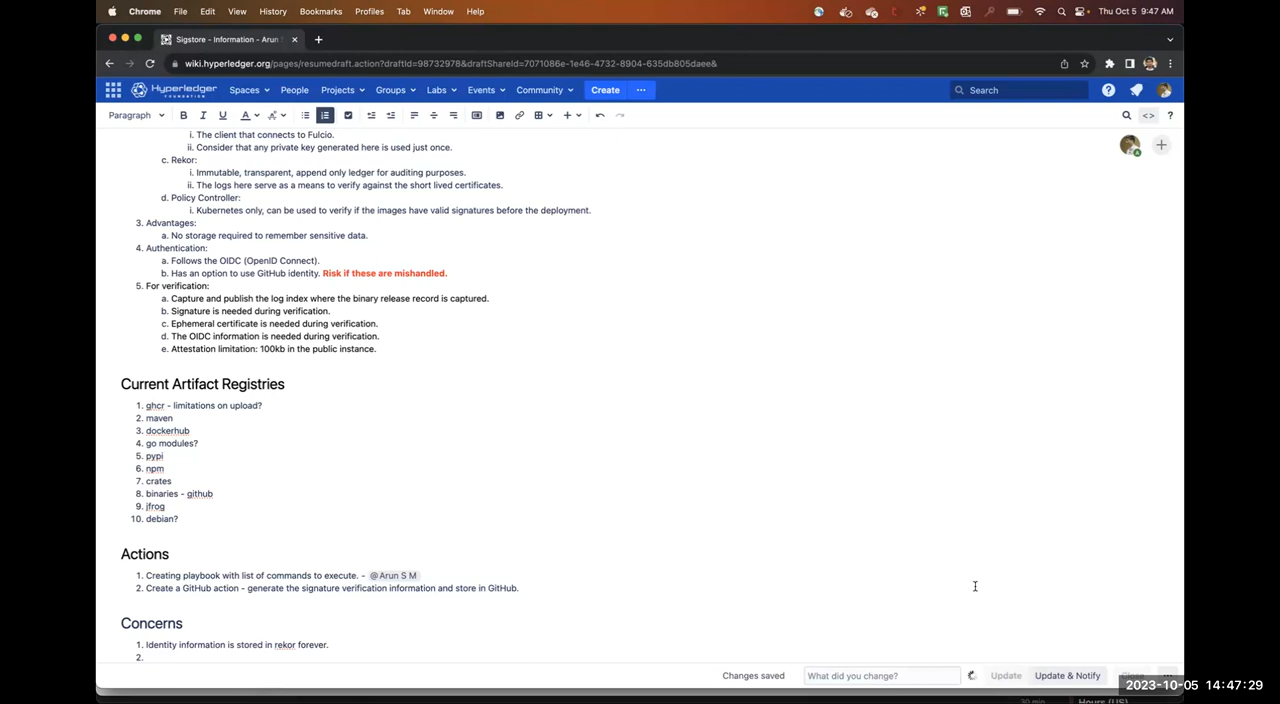 Chrome File Edit View History Bookmarks Profiles Tab Window Help Thu Oct 5 9:47 AM
Sigstore - Information - Arun
wiki.hyperledger.org/pages/resumedraft.action?draftId=98732978&draftShareId=7071086e-1e46-4732-8904-635db805daee&
Hyperledger FOUNDATION Spaces People Projects Groups Labs Events Community Create ... Search
Paragraph B I U A
i. The client that connects to Fulcio.
ii. Consider that any private key generated here is used just once.
c. Rekor:
i. Immutable, transparent, append only ledger for auditing purposes.
ii. The logs here serve as a means to verify against the short lived certificates.
d. Policy Controller:
i. Kubernetes only, can be used to verify if the images have valid signatures before the deployment.
3. Advantages:
a. No storage required to remember sensitive data.
4. Authentication:
a. Follows the OIDC (OpenID Connect).
b. Has an option to use GitHub identity. Risk if these are mishandled.
5. For verification:
a. Capture and publish the log index where the binary release record is captured.
b. Signature is needed during verification.
c. Ephemeral certificate is needed during verification.
d. The OIDC information is needed during verification.
e. Attestation limitation: 100kb in the public instance.
Current Artifact Registries
1. ghcr - limitations on upload?
2. maven
3. dockerhub
4. go modules?
5. pypi
6. npm
7. crates
8. binaries - github
9. jfrog
10. debian?
Actions
1. Creating playbook with list of commands to execute. - @Arun S M
2. Create a GitHub action - generate the signature verification information and store in GitHub.
Concerns
1. Identity information is stored in rekor forever.
2.
Changes saved What did you change? Update Update & Notify
2023-10-05 14:47:29